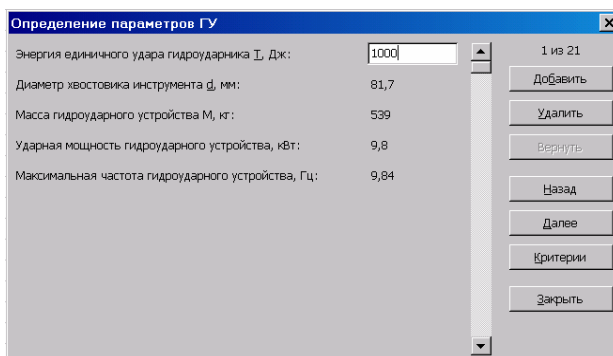 Определение параметров ГУ
Энергия единичного удара гидроударника Т, Дж: 1000
Диаметр хвостовика инструмента d, мм: 81,7
Масса гидроударного устройства М, кг: 539
Ударная мощность гидроударного устройства, кВт: 9,8
Максимальная частота гидроударного устройства, Гц: 9,84
1 из 21
Добавить
Удалить
Вернуть
Назад
Далее
Критерии
Закрыть